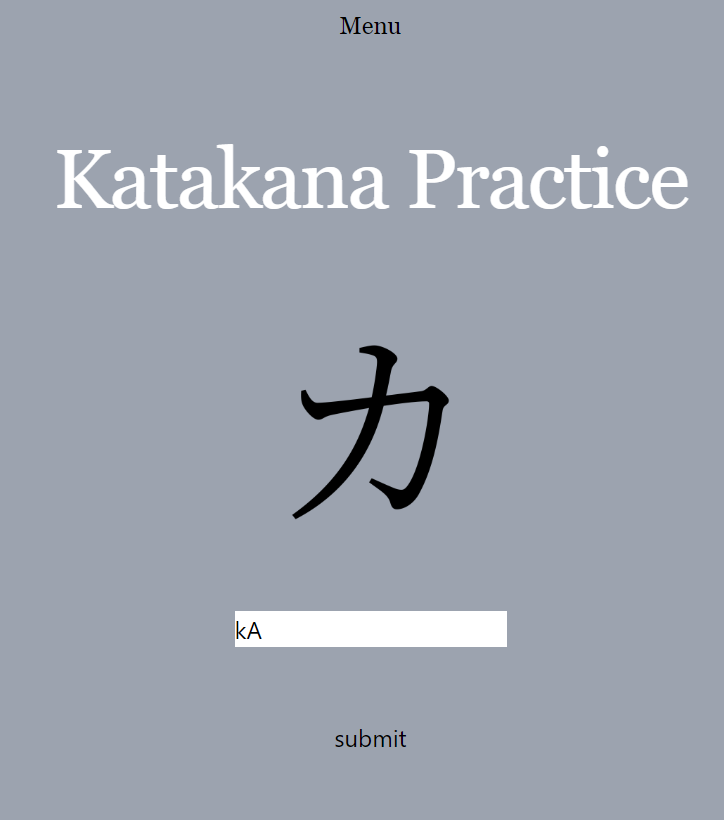 Menu
Katakana Practice
カ
kA
submit